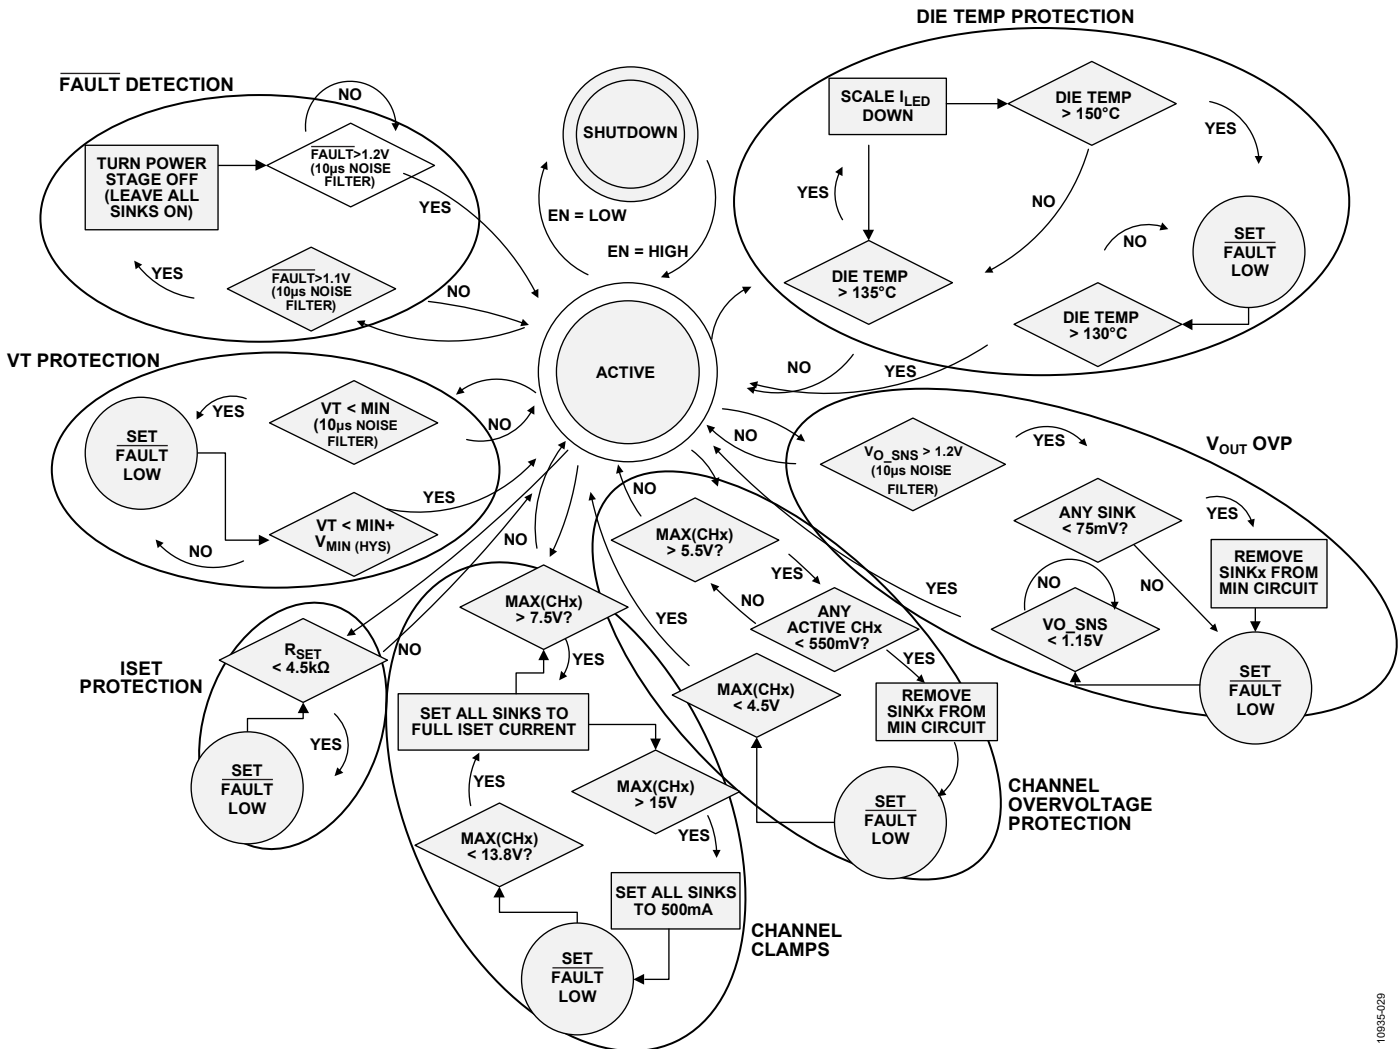 DIE TEMP PROTECTION
SCALE ILED
DOWN
DIE TEMP
> 150°C
YES
NO
YES
NO
SET
FAULT
LOW
DIE TEMP
> 135°C
DIE TEMP
> 130°C
NO
YES
FAULT DETECTION
NO
TURN POWER
STAGE OFF
(LEAVE ALL
SINKS ON)
FAULT>1.2V
(10µs NOISE
FILTER)
YES
YES
FAULT>1.1V
(10µs NOISE
FILTER)
NO
SHUTDOWN
EN = LOW
EN = HIGH
ACTIVE
VT PROTECTION
YES
VT < MIN
(10µs NOISE
FILTER)
NO
SET
FAULT
LOW
YES
VT < MIN+
VMIN (HYS)
NO
VOUT OVP
NO
VO_SNS > 1.2V
(10µs NOISE
FILTER)
YES
ANY SINK
< 75mV?
YES
NO
REMOVE
SINKx FROM
MIN CIRCUIT
NO
VO_SNS
< 1.15V
YES
SET
FAULT
LOW
ISET
PROTECTION
RSET
< 4.5kΩ
NO
YES
SET
FAULT
LOW
NO
MAX(CHx)
> 7.5V?
YES
SET ALL SINKS TO
FULL ISET CURRENT
YES
MAX(CHx)
> 15V
YES
MAX(CHx)
< 13.8V?
SET ALL SINKS
TO 500mA
SET
FAULT
LOW
CHANNEL
CLAMPS
NO
MAX(CHx)
> 5.5V?
YES
NO
ANY
ACTIVE CHx
< 550mV?
YES
YES
MAX(CHx)
< 4.5V
REMOVE
SINKx FROM
MIN CIRCUIT
SET
FAULT
LOW
CHANNEL
OVERVOLTAGE
PROTECTION
10935-029